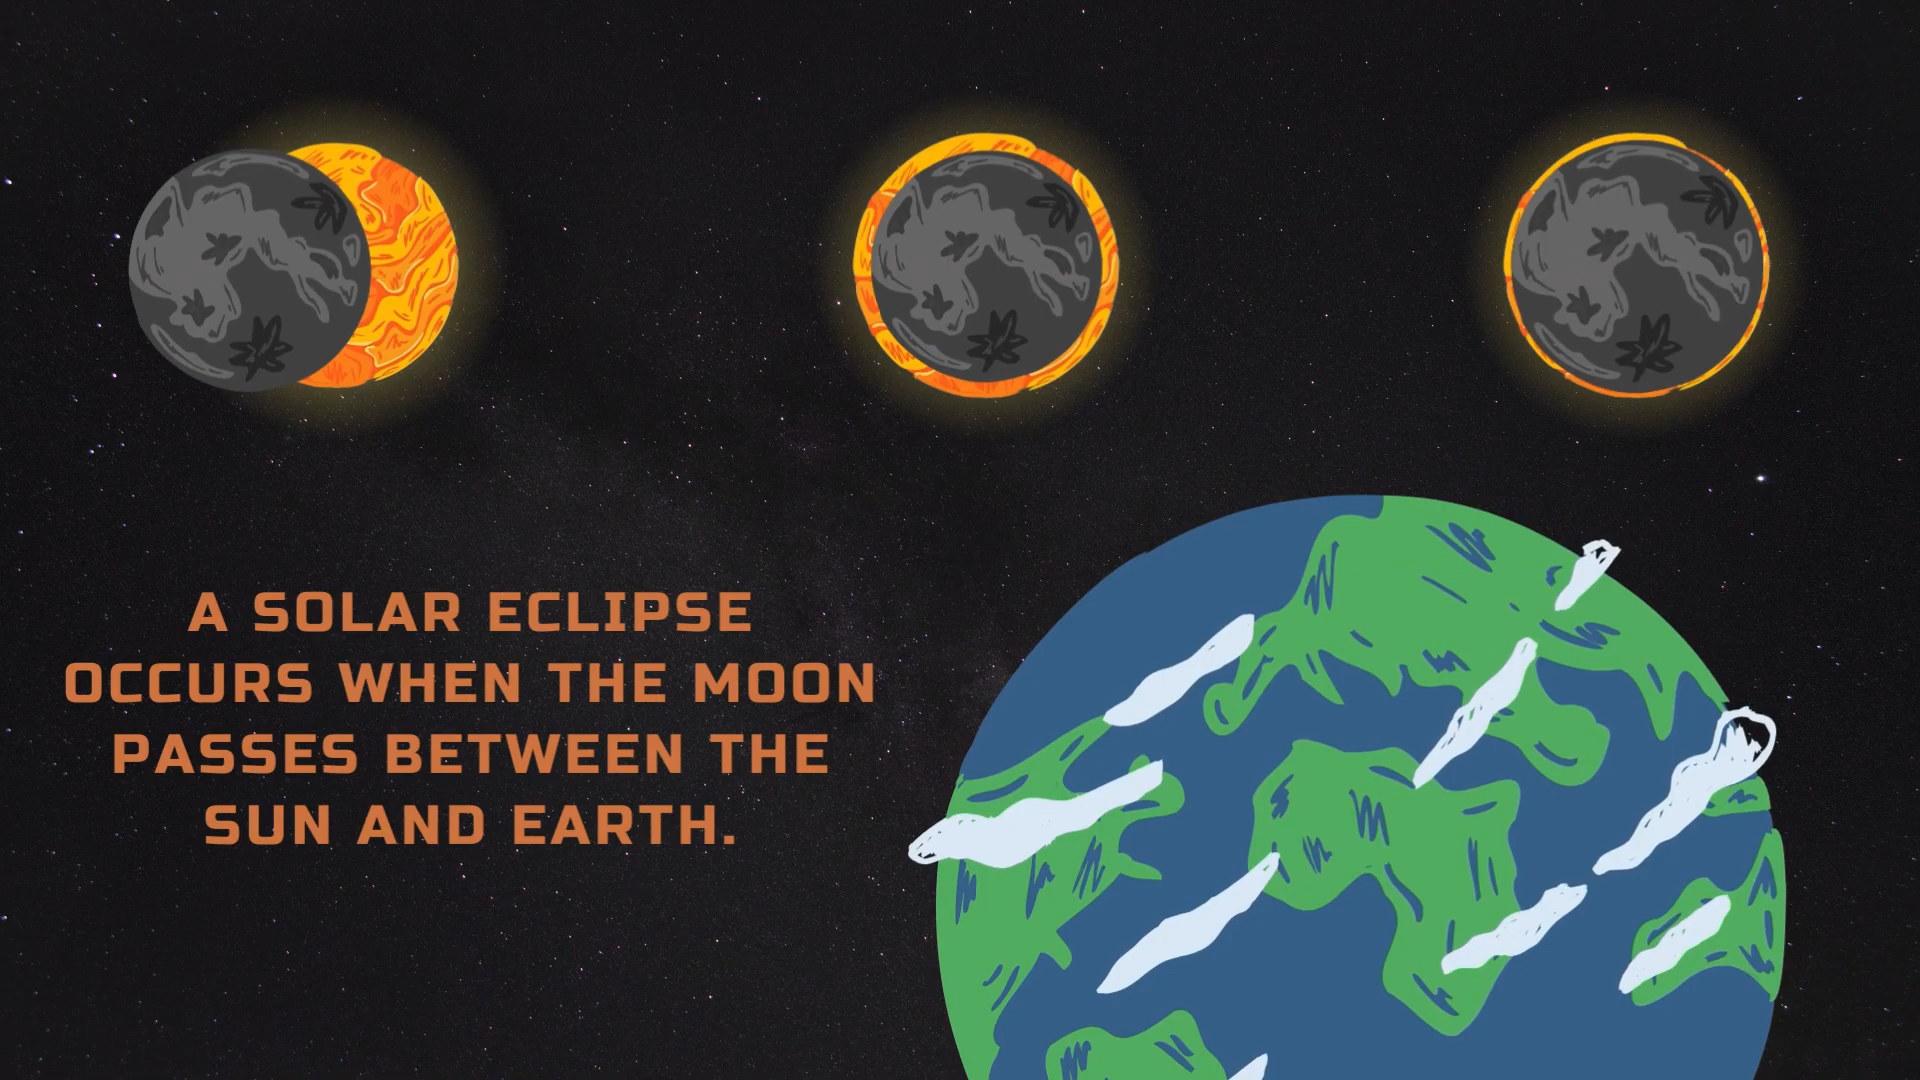 A SOLAR ECLIPSE
OCCURS WHEN THE MOON
PASSES BETWEEN THE
SUN AND EARTH.